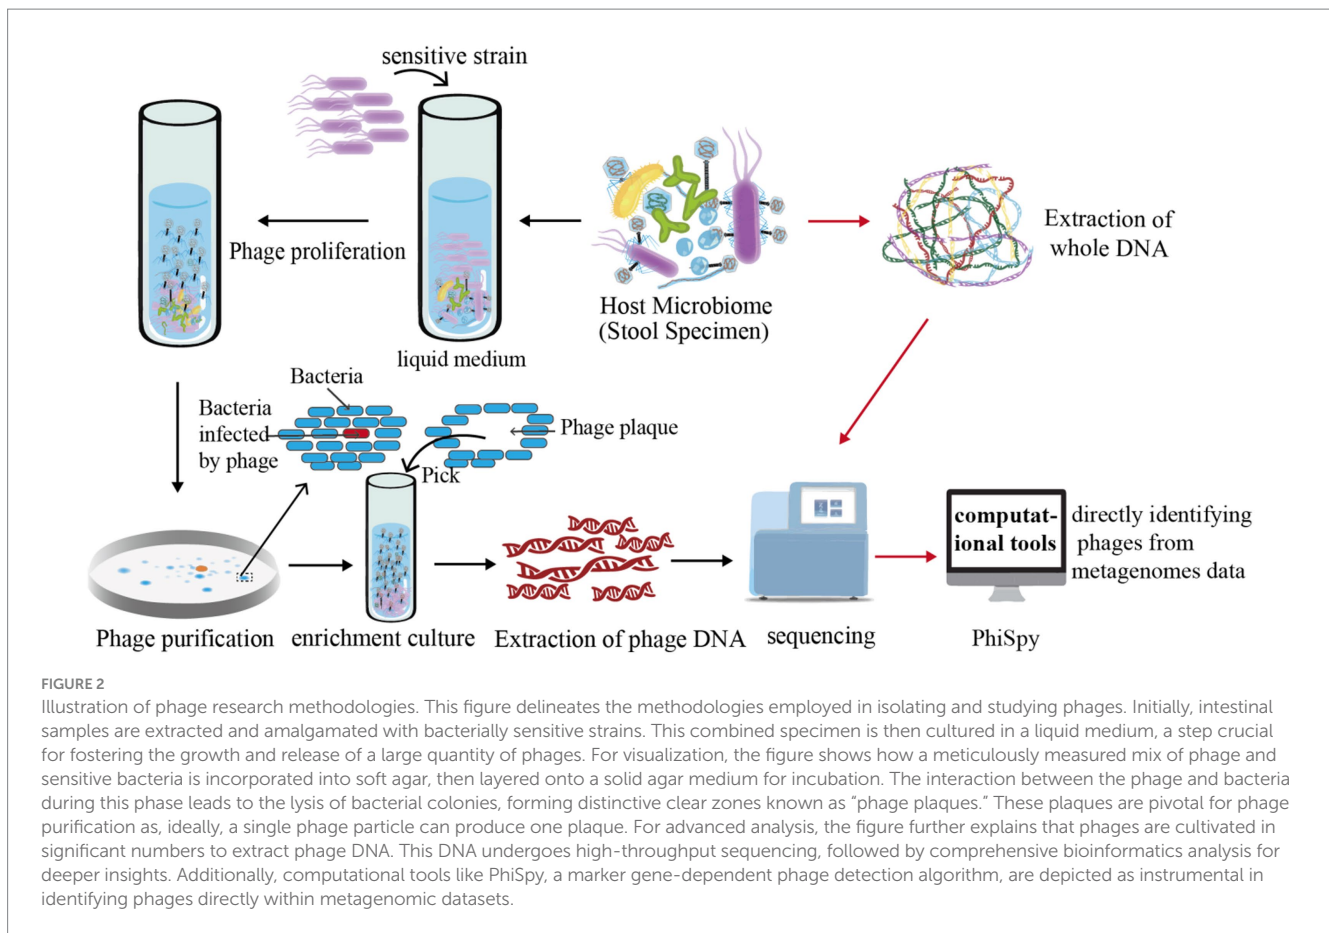 sensitive strain
Phage proliferation
liquid medium
Host Microbiome
(Stool Specimen)
Extraction of
whole DNA
Bacteria
Bacteria
infected
by phage
Phage plaque
Pick
Phage purification
enrichment culture
Extraction of phage DNA
sequencing
computat-
ional tools
directly identifying
phages from
metagenomes data
PhiSpy
FIGURE 2
Illustration of phage research methodologies. This figure delineates the methodologies employed in isolating and studying phages. Initially, intestinal
samples are extracted and amalgamated with bacterially sensitive strains. This combined specimen is then cultured in a liquid medium, a step crucial
for fostering the growth and release of a large quantity of phages. For visualization, the figure shows how a meticulously measured mix of phage and
sensitive bacteria is incorporated into soft agar, then layered onto a solid agar medium for incubation. The interaction between the phage and bacteria
during this phase leads to the lysis of bacterial colonies, forming distinctive clear zones known as “phage plaques.” These plaques are pivotal for phage
purification as, ideally, a single phage particle can produce one plaque. For advanced analysis, the figure further explains that phages are cultivated in
significant numbers to extract phage DNA. This DNA undergoes high-throughput sequencing, followed by comprehensive bioinformatics analysis for
deeper insights. Additionally, computational tools like PhiSpy, a marker gene-dependent phage detection algorithm, are depicted as instrumental in
identifying phages directly within metagenomic datasets.